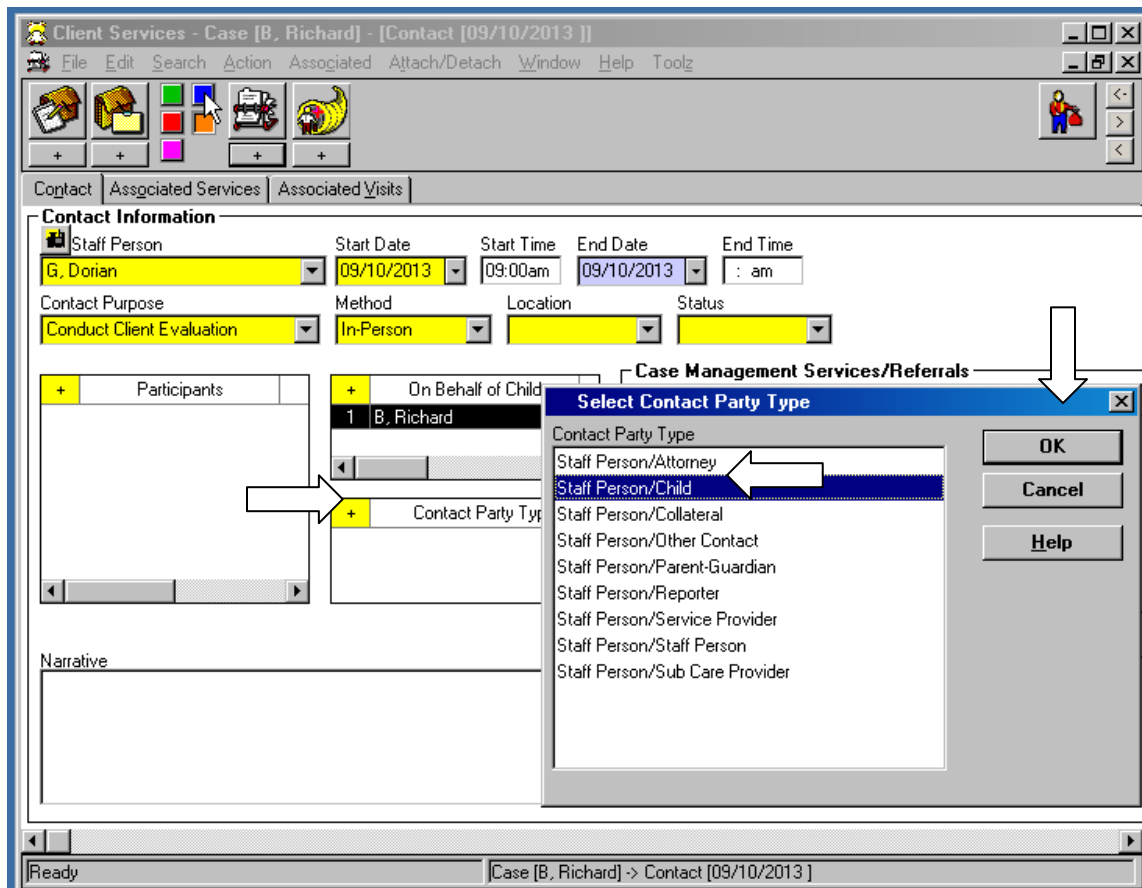 Client Services - Case [B, Richard] - [Contact [09/10/2013 ]]
File Edit Search Action Associated Attach/Detach Window Help Toolz
+ + + +
<-
>
<
Contact Associated Services Associated Visits
Contact Information
Staff Person Start Date Start Time End Date End Time
G, Dorian 09/10/2013 09:00am 09/10/2013 : am
Contact Purpose Method Location Status
Conduct Client Evaluation In-Person
Case Management Services/Referrals
+ Participants + On Behalf of Child
1 B, Richard
+ Contact Party Typ
Select Contact Party Type
Contact Party Type
Staff Person/Attorney
Staff Person/Child
Staff Person/Collateral
Staff Person/Other Contact
Staff Person/Parent-Guardian
Staff Person/Reporter
Staff Person/Service Provider
Staff Person/Staff Person
Staff Person/Sub Care Provider
OK
Cancel
Help
Narrative
Ready Case [B, Richard] -> Contact [09/10/2013 ]